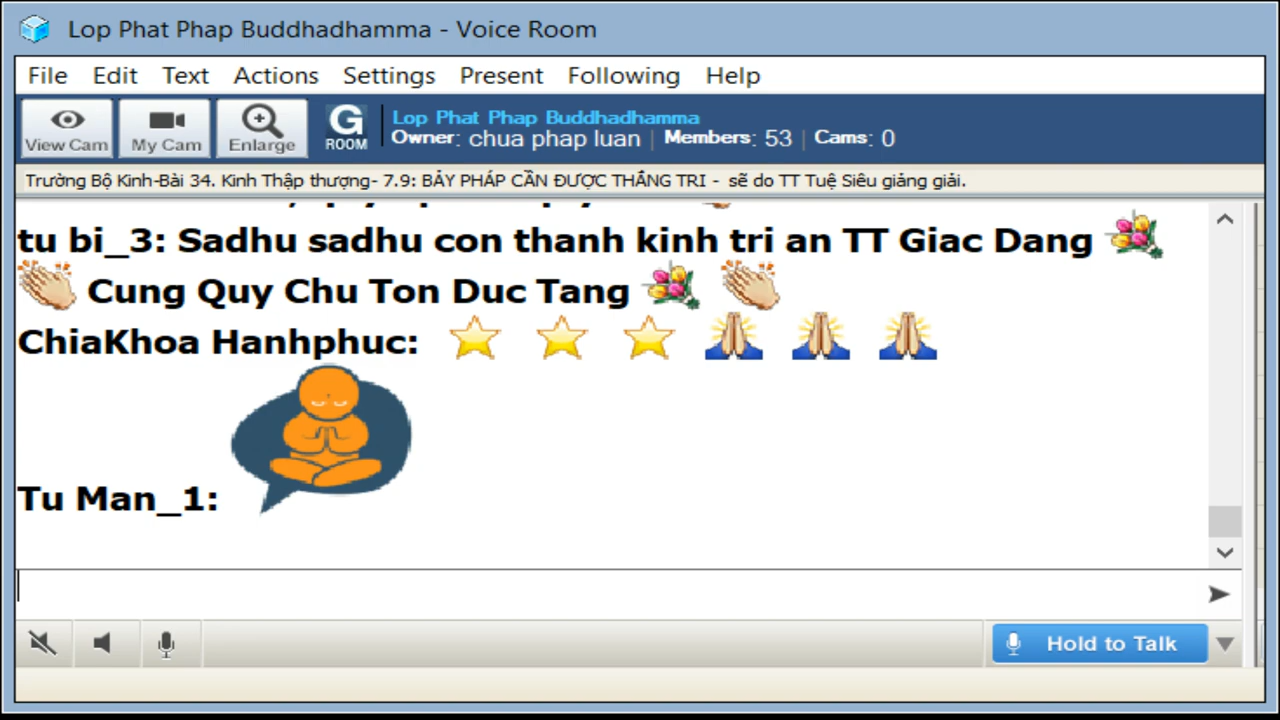 Lop Phat Phap Buddhadhamma - Voice Room
File Edit Text Actions Settings Present Following Help
View Cam My Cam Enlarge G ROOM Lop Phat Phap Buddhadhamma
Owner: chua phap luan | Members: 53 | Cams: 0
Trường Bộ Kinh-Bài 34. Kinh Thập thượng- 7.9: BẢY PHÁP CẦN ĐƯỢC THẮNG TRI - sẽ do TT Tuệ Siêu giảng giải.
tu bi_3: Sadhu sadhu con thanh kinh tri an TT Giac Dang
Cung Quy Chu Ton Duc Tang
ChiaKhoa Hanhphuc:
Tu Man_1:
Hold to Talk